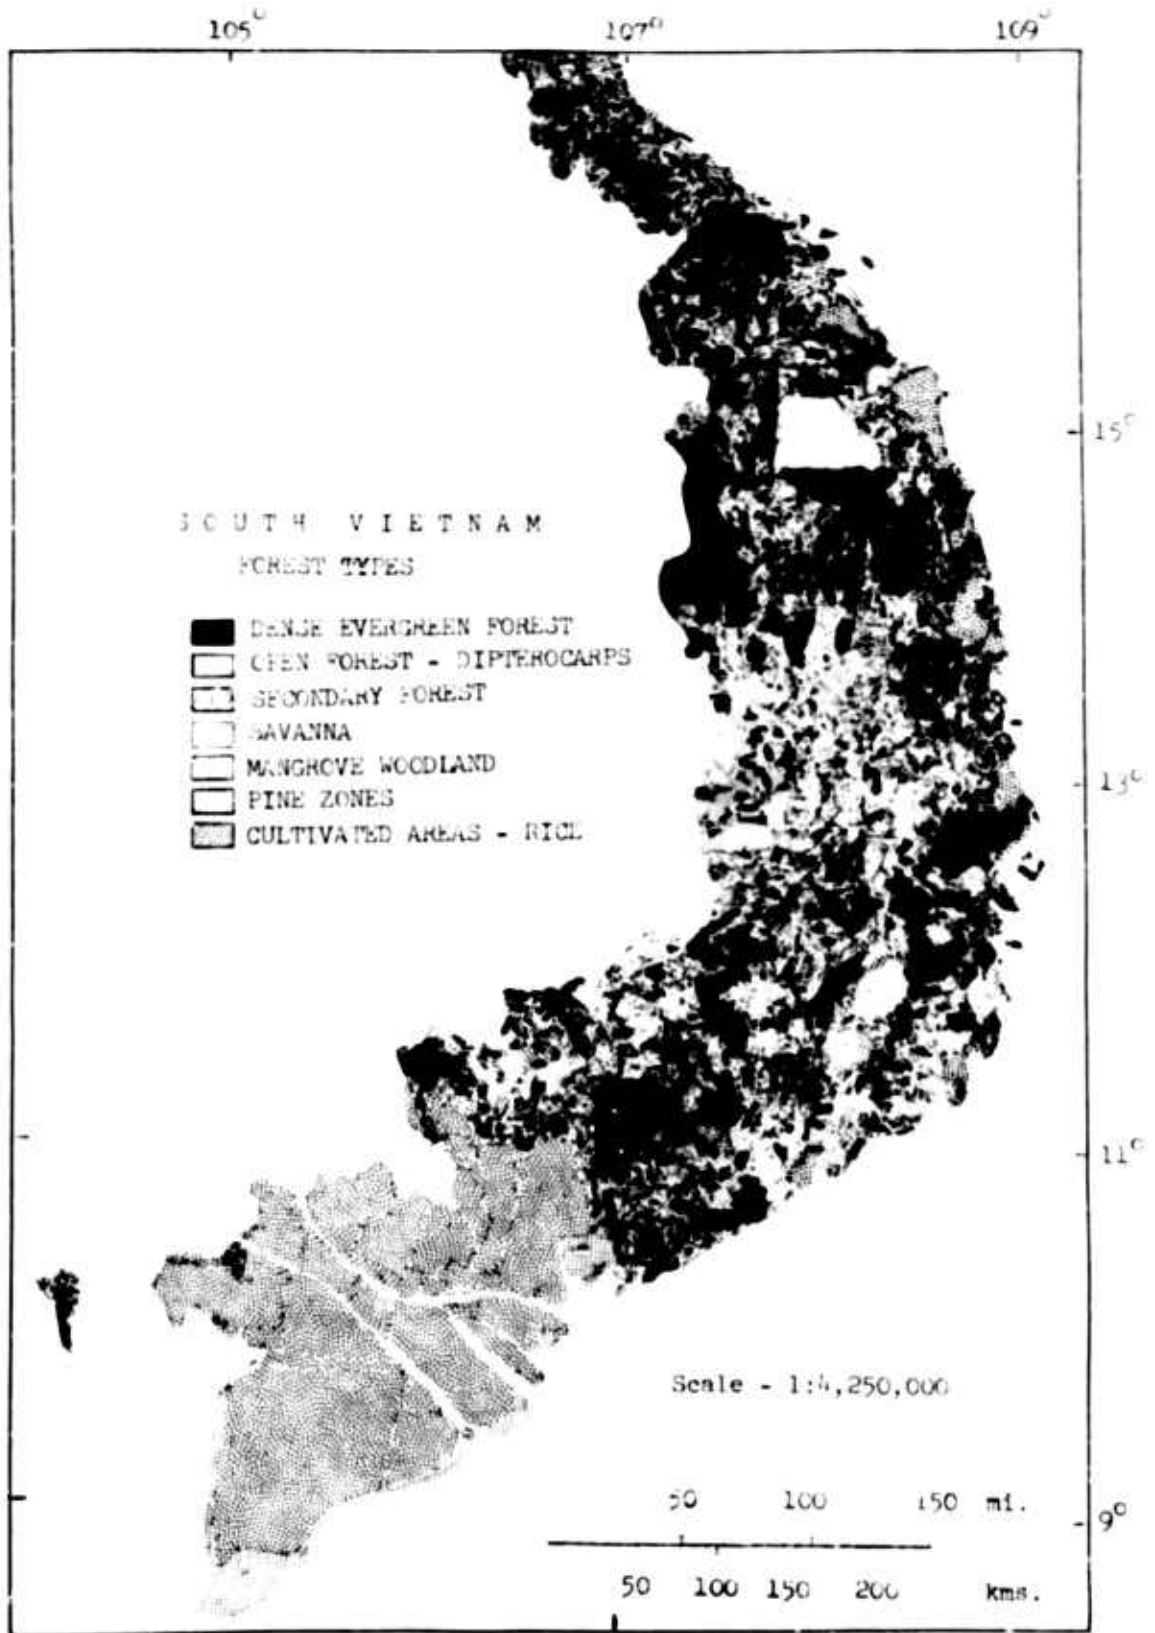 105° 107° 109°
15°
SOUTH VIETNAM
FOREST TYPES
DENSE EVERGREEN FOREST
OPEN FOREST - DIPTEROCARPS
SECONDARY FOREST
SAVANNA
MANGROVE WOODLAND
PINE ZONES
CULTIVATED AREAS - RICE
13°
11°
Scale - 1:4,250,000
50 100 150 mi.
9°
50 100 150 200 kms.